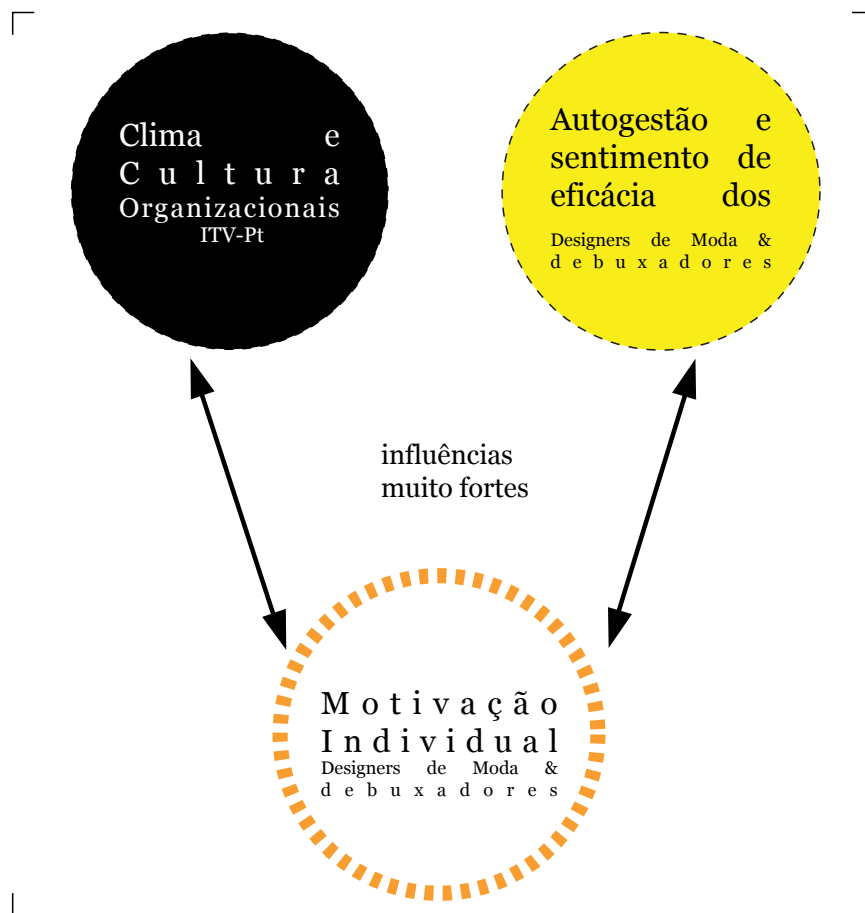 Clima e
Cultura
Organizacionais
ITV-Pt
Autogestão e
sentimento de
eficácia dos
Designers de Moda &
debuxadores
influências
muito fortes
Motivação
Individual
Designers de Moda &
debuxadores